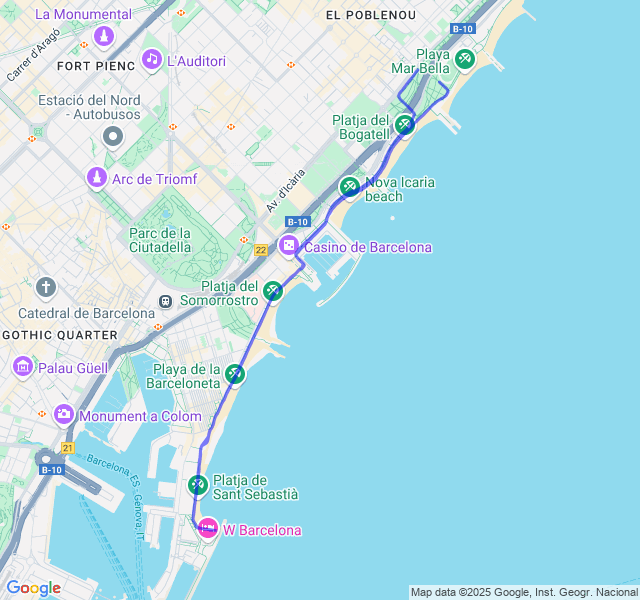 EL POBLENOU
La Monumental
B-10
Carrer d'Aragó
L'Auditori
FORT PIENC
Playa
Mar Bella
Estació del Nord
- Autobusos
Platja del
Bogatell
Arc de Triomf
Av. d'Icària
Nova Icaria
beach
B-10
Parc de la
Ciutadella
22
Casino de Barcelona
Platja del
Somorrostro
Catedral de Barcelona
GOTHIC QUARTER
Palau Güell
Playa de la
Barceloneta
Monument a Colom
21
B-10
Barcelona, ES - Génova, IT
Platja de
Sant Sebastià
W Barcelona
Google
Map data ©2025 Google, Inst. Geogr. Nacional